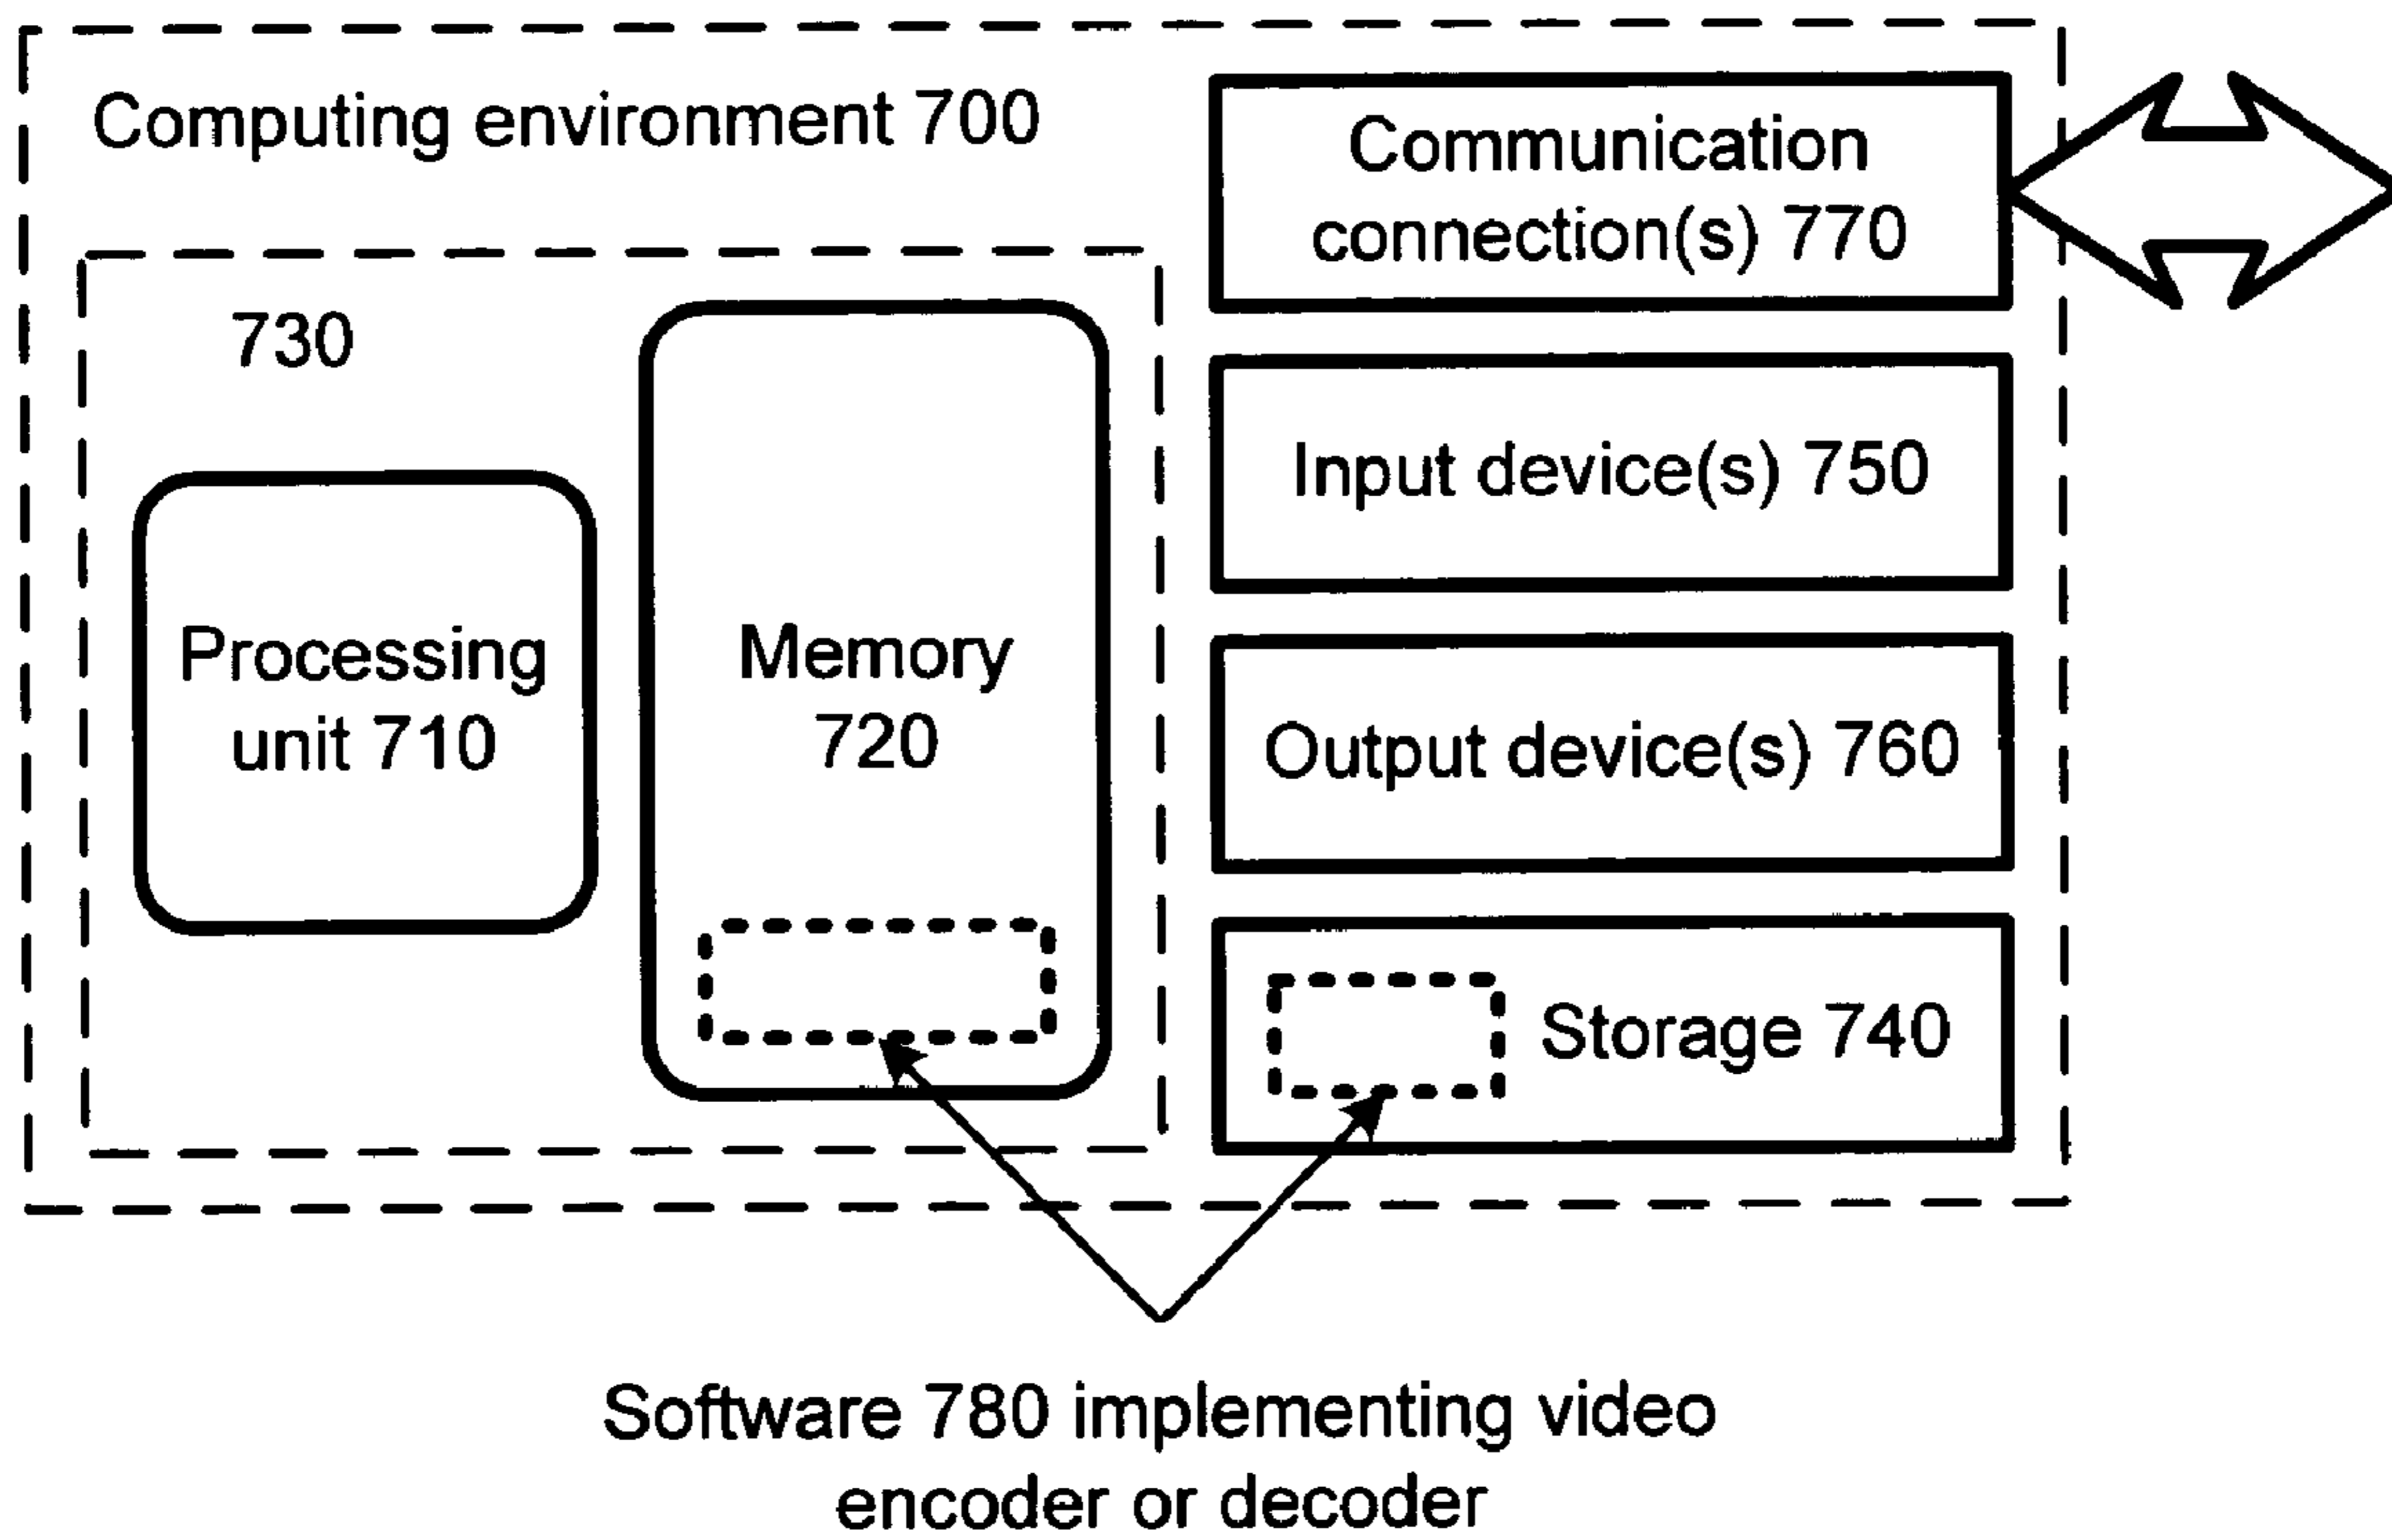 Computing environment 700
Communication
connection(s) 770
730
Input device(s) 750
Processing
unit 710
Memory
720
Output device(s) 760
Storage 740
Software 780 implementing video
encoder or decoder